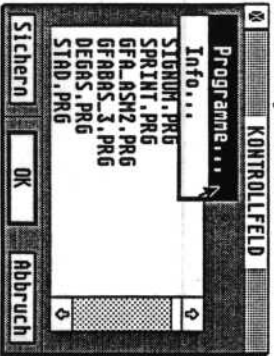 KONTROLLFELD
Programme...
Info...
SIGNUM.PRG
SPRINT.PRG
GFA_ASM2.PRG
GFABAS_3.PRG
DEGAS.PRG
STAD.PRG
Sichern
OK
Abbruch